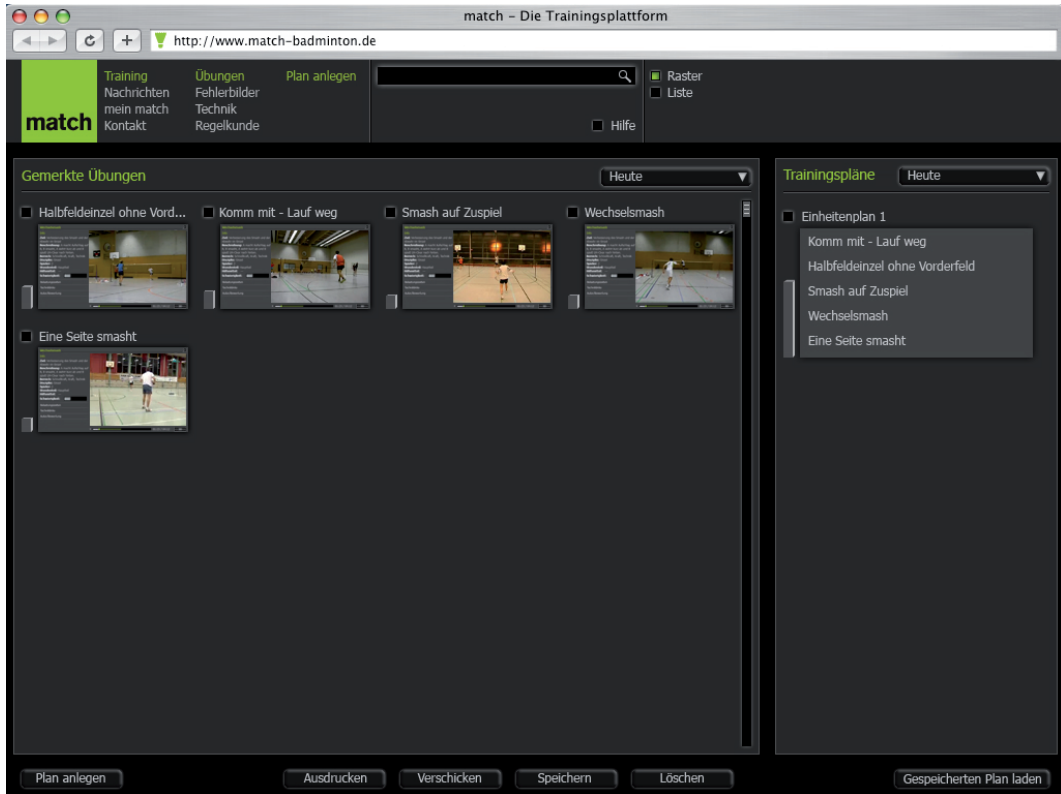 match – Die Trainingsplattform
http://www.match-badminton.de
match
Training
Nachrichten
mein match
Kontakt
Übungen
Fehlerbilder
Technik
Regelkunde
Plan anlegen
Hilfe
Raster
Liste
Gemerkte Übungen
Heute
Halbfeldeinzel ohne Vord...
Komm mit - Lauf weg
Smash auf Zuspiel
Wechselsmash
Eine Seite smasht
Trainingspläne
Heute
Einheitenplan 1
Komm mit - Lauf weg
Halbfeldeinzel ohne Vorderfeld
Smash auf Zuspiel
Wechselsmash
Eine Seite smasht
Plan anlegen
Ausdrucken
Verschicken
Speichern
Löschen
Gespeicherten Plan laden